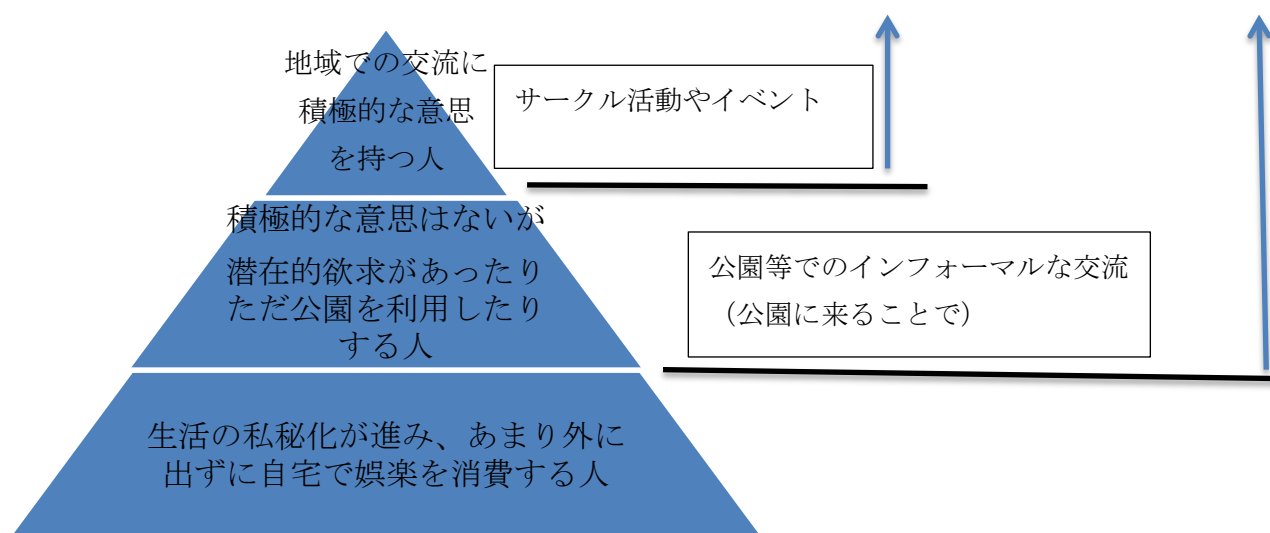 地域での交流に
積極的な意思
を持つ人
サークル活動やイベント
積極的な意思はないが
潜在的欲求があったり
ただ公園を利用したり
する人
公園等でのインフォーマルな交流
（公園に来ることで）
生活の私秘化が進み、あまり外に
出ずに自宅で娯楽を消費する人